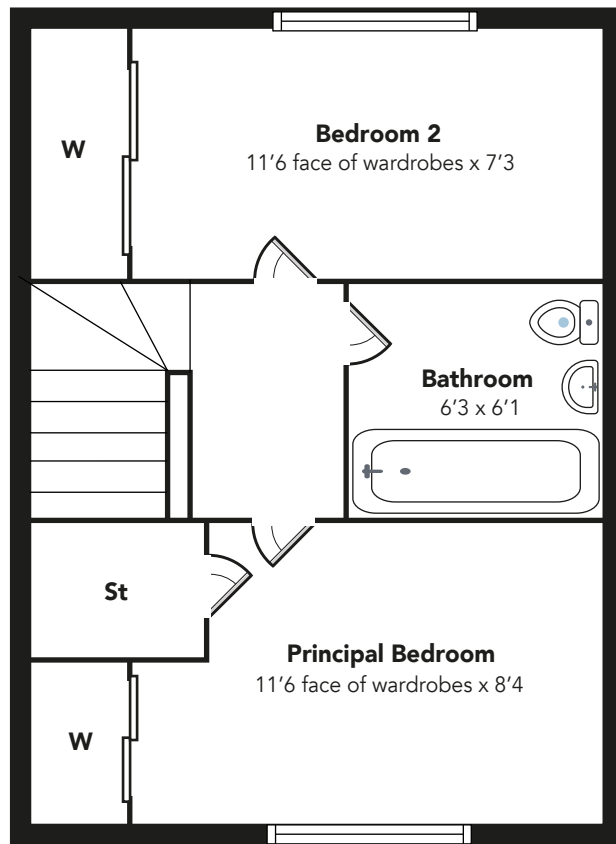 W
Bedroom 2
11’6 face of wardrobes x 7’3
Bathroom
6’3 x 6’1
St
Principal Bedroom
11’6 face of wardrobes x 8’4
W